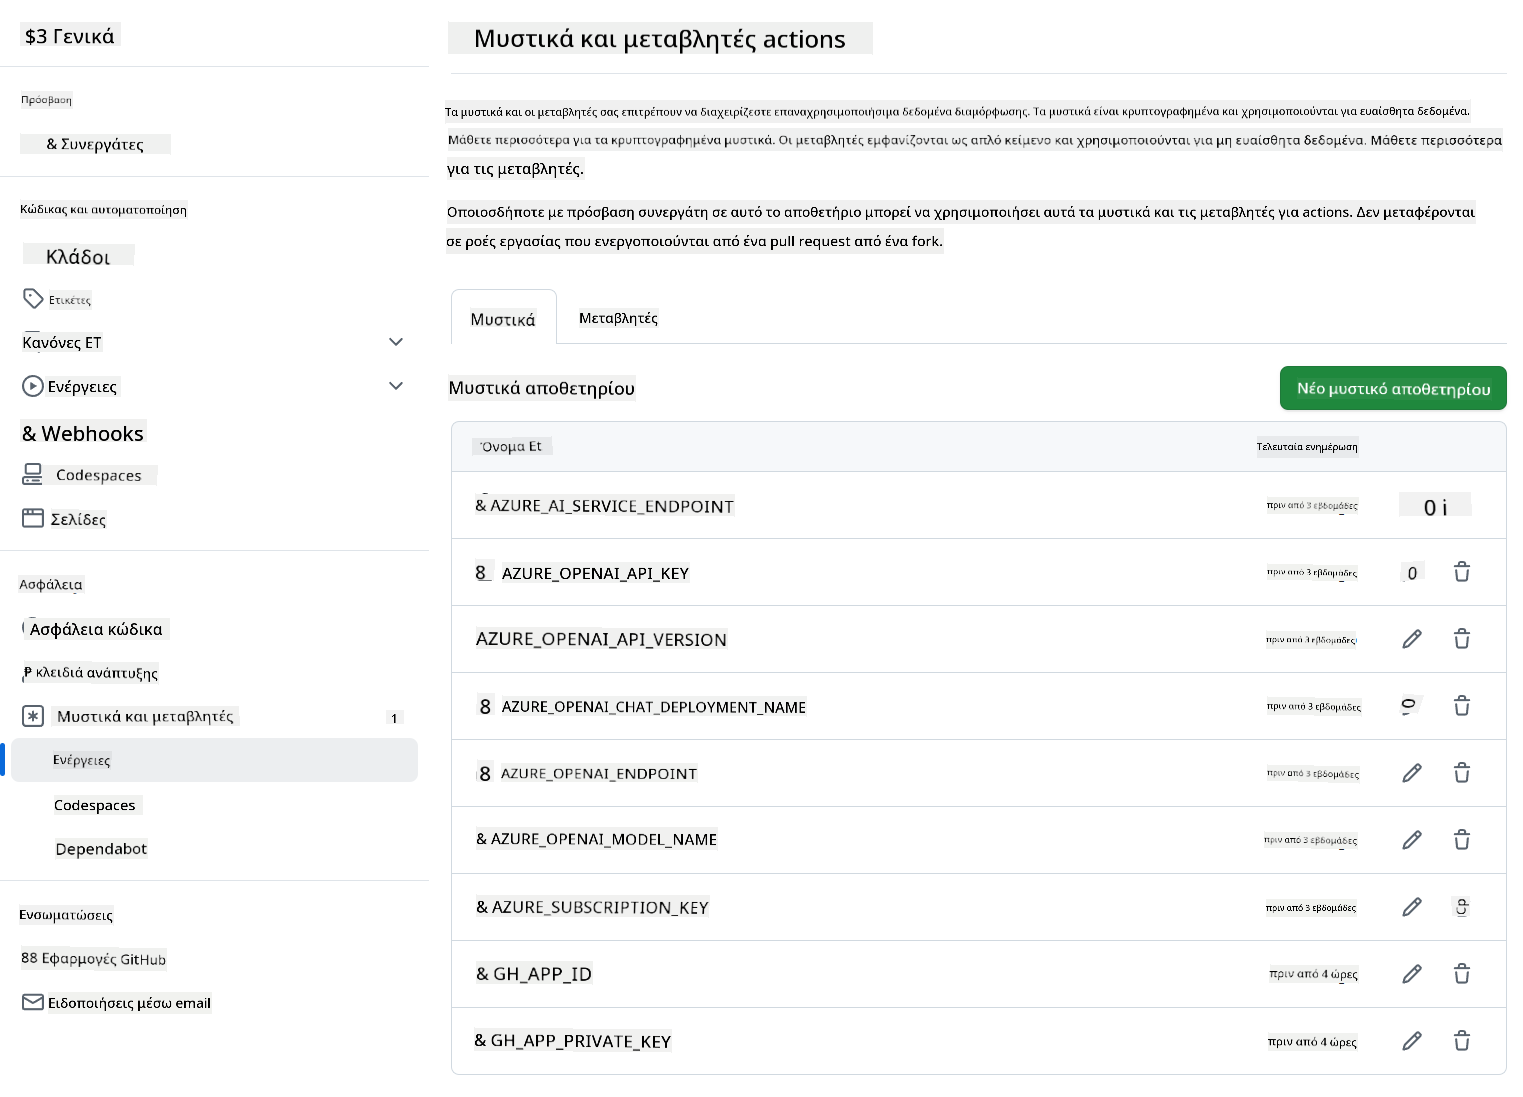 $3 Γενικά
Πρόσβαση
& Συνεργάτες
Κώδικας και αυτοματοποίηση
Κλάδοι
Ετικέτες
Κανόνες ET
Ενέργειες
& Webhooks
Codespaces
Σελίδες
Ασφάλεια
Ασφάλεια κώδικα
₱ κλειδιά ανάπτυξης
Μυστικά και μεταβλητές 1
Ενέργειες
Codespaces
Dependabot
Ενσωματώσεις
88 Εφαρμογές GitHub
Ειδοποιήσεις μέσω email
Μυστικά και μεταβλητές actions
Τα μυστικά και οι μεταβλητές σας επιτρέπουν να διαχειρίζεστε επαναχρησιμοποιήσιμα δεδομένα διαμόρφωσης. Τα μυστικά είναι κρυπτογραφημένα και χρησιμοποιούνται για ευαίσθητα δεδομένα.
Μάθετε περισσότερα για τα κρυπτογραφημένα μυστικά. Οι μεταβλητές εμφανίζονται ως απλό κείμενο και χρησιμοποιούνται για μη ευαίσθητα δεδομένα. Μάθετε περισσότερα
για τις μεταβλητές.
Οποιοσδήποτε με πρόσβαση συνεργάτη σε αυτό το αποθετήριο μπορεί να χρησιμοποιήσει αυτά τα μυστικά και τις μεταβλητές για actions. Δεν μεταφέρονται
σε ροές εργασίας που ενεργοποιούνται από ένα pull request από ένα fork.
Μυστικά Μεταβλητές
Μυστικά αποθετηρίου Νέο μυστικό αποθετηρίου
Όνομα Et Τελευταία ενημέρωση
& AZURE_AI_SERVICE_ENDPOINT πριν από 3 εβδομάδες 0 i
8 AZURE_OPENAI_API_KEY πριν από 3 εβδομάδες 0
AZURE_OPENAI_API_VERSION πριν από 3 εβδομάδες
8 AZURE_OPENAI_CHAT_DEPLOYMENT_NAME πριν από 3 εβδομάδες
8 AZURE_OPENAI_ENDPOINT πριν από 3 εβδομάδες
& AZURE_OPENAI_MODEL_NAME πριν από 3 εβδομάδες
& AZURE_SUBSCRIPTION_KEY πριν από 3 εβδομάδες
& GH_APP_ID πριν από 4 ώρες
& GH_APP_PRIVATE_KEY πριν από 4 ώρες